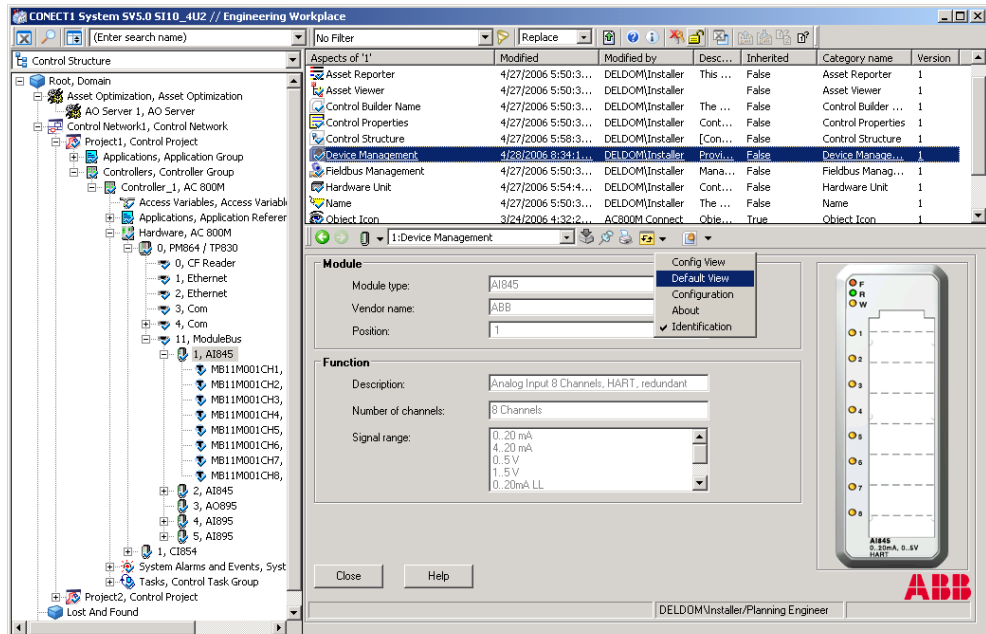 CONECT1 System SV5.0 SI10_4U2 // Engineering Workplace
(Enter search name)
No Filter
Replace
Control Structure
Root, Domain
Asset Optimization, Asset Optimization
AO Server 1, AO Server
Control Network1, Control Network
Project1, Control Project
Applications, Application Group
Controllers, Controller Group
Controller_1, AC 800M
Access Variables, Access Variabl
Applications, Application Referer
Hardware, AC 800M
0, PM864 / TP830
0, CF Reader
1, Ethernet
2, Ethernet
3, Com
4, Com
11, ModuleBus
1, AI845
MB11M001CH1,
MB11M001CH2,
MB11M001CH3,
MB11M001CH4,
MB11M001CH5,
MB11M001CH6,
MB11M001CH7,
MB11M001CH8,
2, AI845
3, AO895
4, AI895
5, AI895
1, CI854
System Alarms and Events, Syst
Tasks, Control Task Group
Project2, Control Project
Lost And Found
Aspects of '1' Modified Modified by Desc... Inherited Category name Version
Asset Reporter 4/27/2006 5:50:3... DELDOM\Installer This ... False Asset Reporter 1
Asset Viewer 4/27/2006 5:50:3... DELDOM\Installer False Asset Viewer 1
Control Builder Name 4/27/2006 5:50:3... DELDOM\Installer The ... False Control Builder ... 1
Control Properties 4/27/2006 5:50:3... DELDOM\Installer Cont... False Control Properties 1
Control Structure 4/27/2006 5:58:3... DELDOM\Installer [Con... False Control Structure 1
Device Management 4/28/2006 8:34:1... DELDOM\Installer Provi... False Device Manage... 1
Fieldbus Management 4/27/2006 5:50:3... DELDOM\Installer Mana... False Fieldbus Manag... 1
Hardware Unit 4/27/2006 5:54:4... DELDOM\Installer Cont... False Hardware Unit 1
Name 4/27/2006 5:50:3... DELDOM\Installer The ... False Name 1
Object Icon 3/24/2006 4:32:2... AC800M Connect Obje... True Object Icon 1
1:Device Management
Config View
Default View
Configuration
About
Identification
Module
Module type: AI845
Vendor name: ABB
Position: 1
Function
Description: Analog Input 8 Channels, HART, redundant
Number of channels: 8 Channels
Signal range: 0..20 mA
4..20 mA
0..5 V
1..5 V
0..20mA LL
F
R
W
1
2
3
4
5
6
7
8
AI845
0..20mA, 0..5V
HART
Close Help
ABB
DELDOM\Installer/Planning Engineer